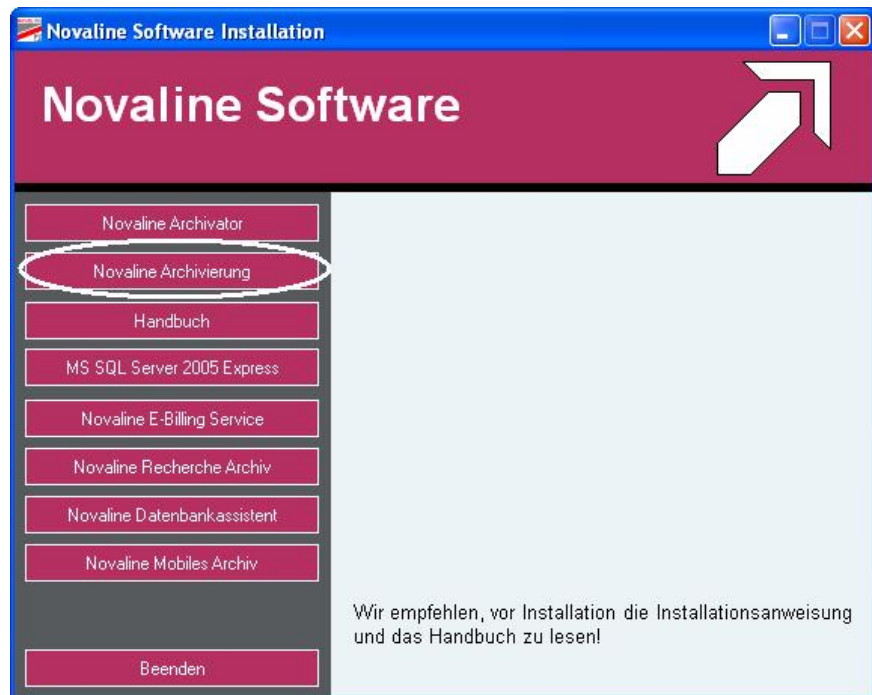 Novaline Software Installation
Novaline Software
Novaline Archivator
Novaline Archivierung
Handbuch
MS SQL Server 2005 Express
Novaline E-Billing Service
Novaline Recherche Archiv
Novaline Datenbankassistent
Novaline Mobiles Archiv
Wir empfehlen, vor Installation die Installationsanweisung
und das Handbuch zu lesen!
Beenden